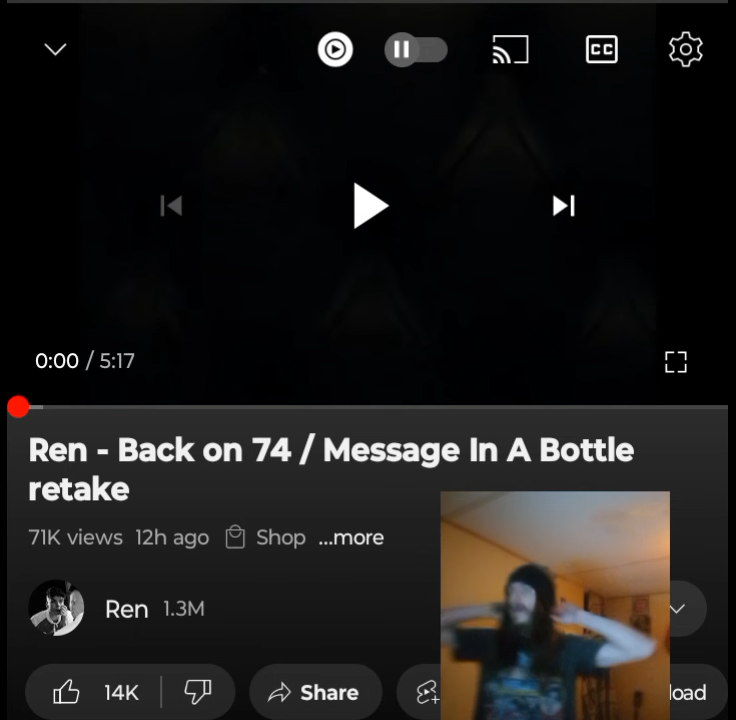 CC
0:00 / 5:17
Ren - Back on 74 / Message In A Bottle
retake
71K views 12h ago Shop ...more
Ren 1.3M
14K Share load